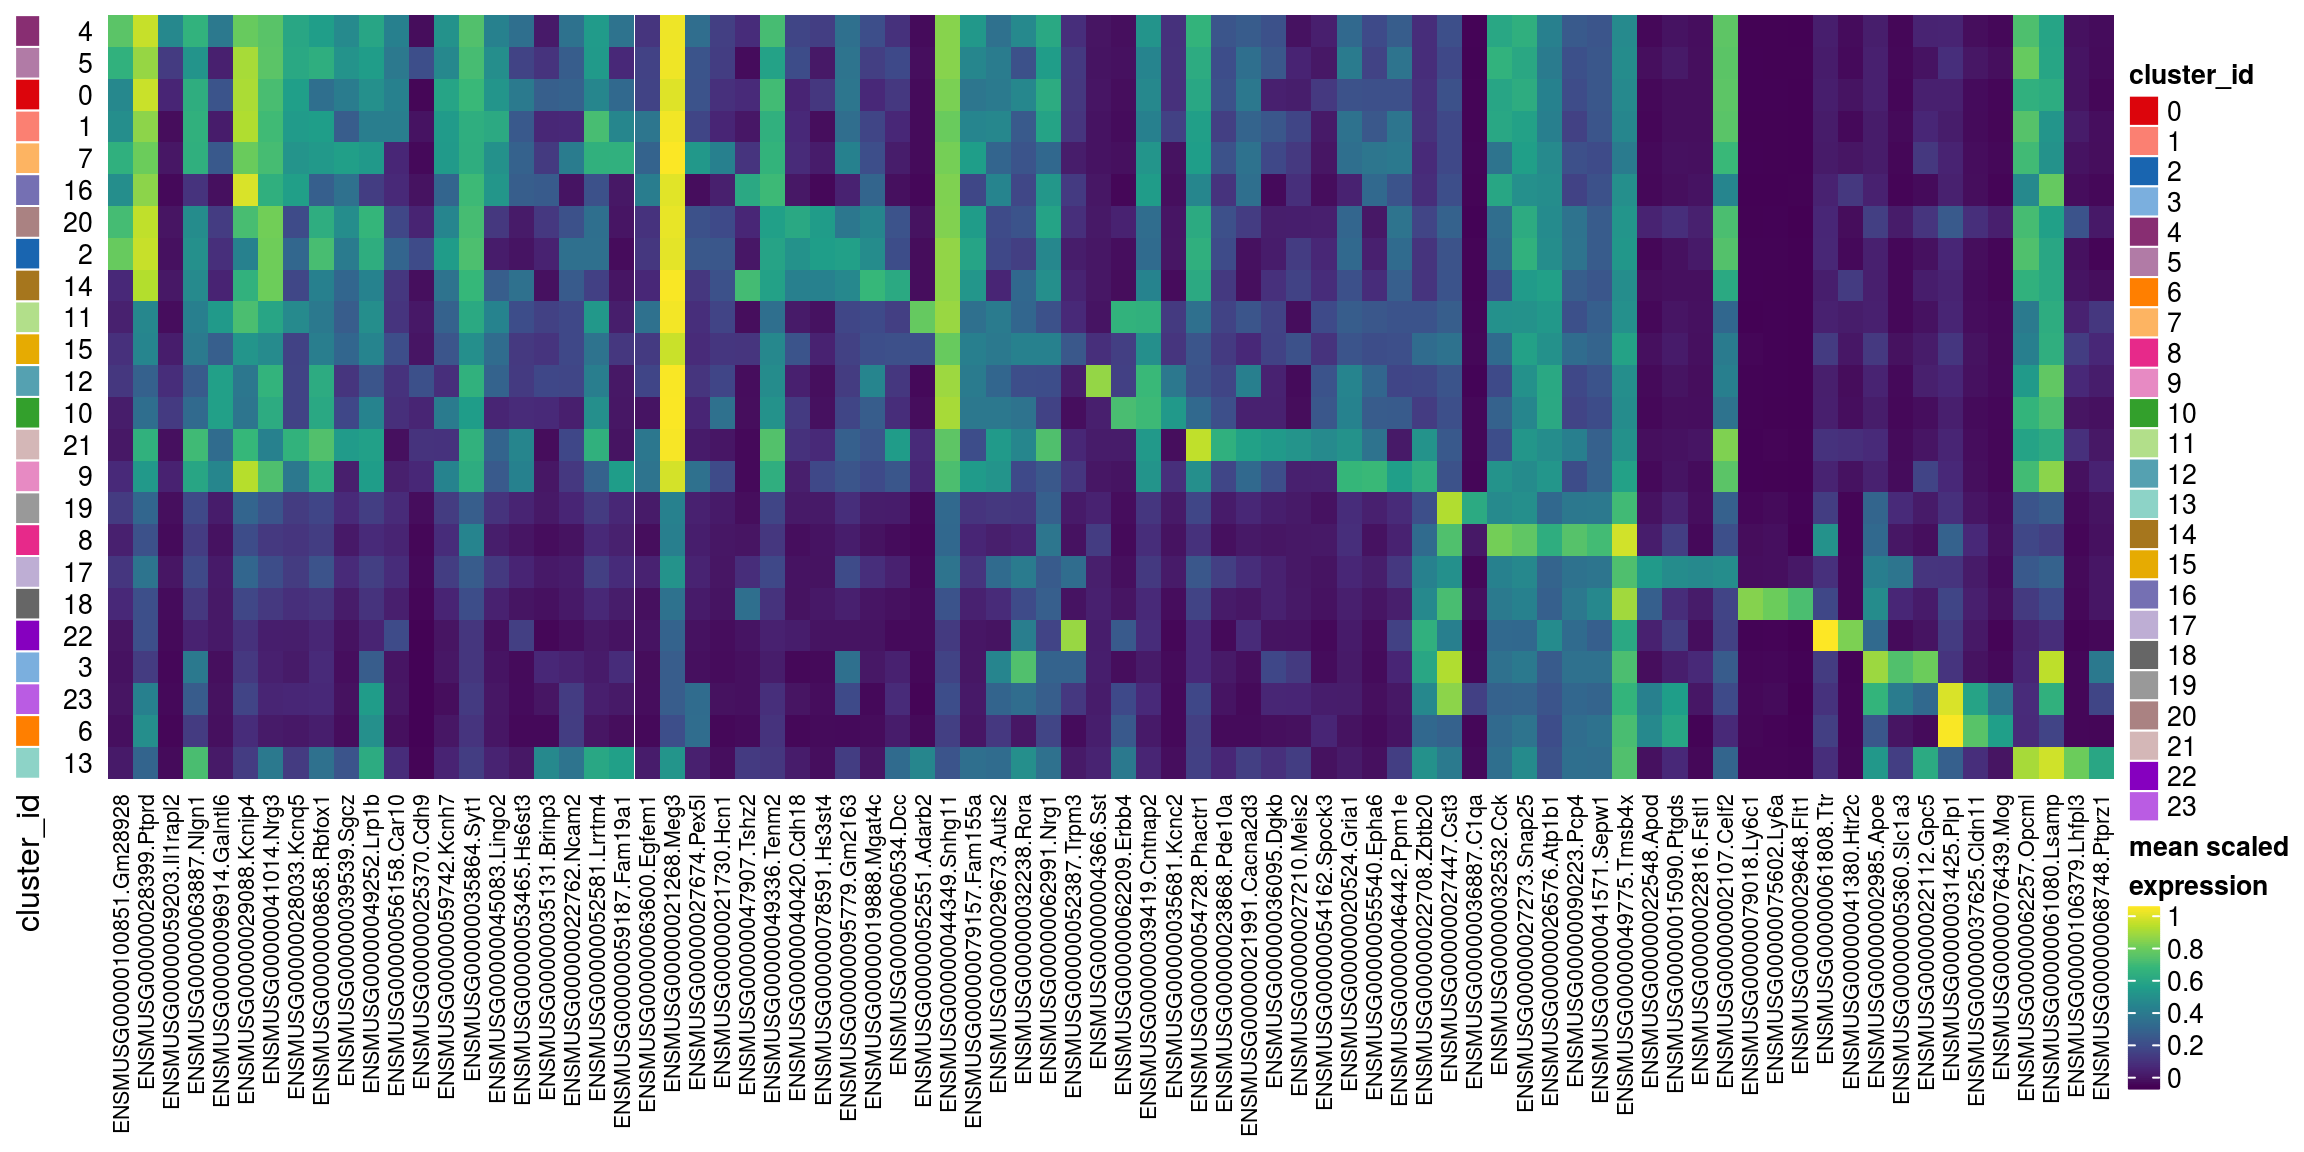 4
5
0
1
7
16
20
2
14
11
15
12
10
21
9
19
8
17
18
22
3
23
6
13
cluster_id
ENSMUSG00000100851.Gm28928
ENSMUSG00000028399.Ptprd
ENSMUSG00000059203.Il1rapl2
ENSMUSG00000063887.Nlgn1
ENSMUSG00000096914.Galntl6
ENSMUSG00000029088.Kcnip4
ENSMUSG00000041014.Nrg3
ENSMUSG00000028033.Kcnq5
ENSMUSG00000008658.Rbfox1
ENSMUSG00000039539.Sgcz
ENSMUSG00000049252.Lrp1b
ENSMUSG00000056158.Car10
ENSMUSG00000025370.Cdh9
ENSMUSG00000059742.Kcnh7
ENSMUSG00000035864.Syt1
ENSMUSG00000045083.Lingo2
ENSMUSG00000053465.Hs6st3
ENSMUSG00000035131.Brinp3
ENSMUSG00000022762.Ncam2
ENSMUSG00000052581.Lrrtm4
ENSMUSG00000059187.Fam19a1
ENSMUSG00000063600.Egfem1
ENSMUSG00000021268.Meg3
ENSMUSG00000027674.Pex5l
ENSMUSG00000021730.Hcn1
ENSMUSG00000047907.Tshz2
ENSMUSG00000049336.Tenm2
ENSMUSG00000040420.Cdh18
ENSMUSG00000078591.Hs3st4
ENSMUSG00000095779.Gm2163
ENSMUSG00000019888.Mgat4c
ENSMUSG00000060534.Dcc
ENSMUSG00000052551.Adarb2
ENSMUSG00000044349.Snhg11
ENSMUSG00000079157.Fam155a
ENSMUSG00000029673.Auts2
ENSMUSG00000032238.Rora
ENSMUSG00000062991.Nrg1
ENSMUSG00000052387.Trpm3
ENSMUSG00000004366.Sst
ENSMUSG00000062209.Erbb4
ENSMUSG00000039419.Cntnap2
ENSMUSG00000035681.Kcnc2
ENSMUSG00000054728.Phactr1
ENSMUSG00000023868.Pde10a
ENSMUSG00000021991.Cacna2d3
ENSMUSG00000036095.Dgkb
ENSMUSG00000027210.Meis2
ENSMUSG00000054162.Spock3
ENSMUSG00000020524.Gria1
ENSMUSG00000055540.Epha6
ENSMUSG00000046442.Ppm1e
ENSMUSG00000022708.Zbtb20
ENSMUSG00000027447.Cst3
ENSMUSG00000036887.C1qa
ENSMUSG00000032532.Cck
ENSMUSG00000027273.Snap25
ENSMUSG00000026576.Atp1b1
ENSMUSG00000090223.Pcp4
ENSMUSG00000041571.Sepw1
ENSMUSG00000049775.Tmsb4x
ENSMUSG00000022548.Apod
ENSMUSG00000015090.Ptgds
ENSMUSG00000022816.Fstl1
ENSMUSG00000002107.Celf2
ENSMUSG00000079018.Ly6c1
ENSMUSG00000075602.Ly6a
ENSMUSG00000029648.Flt1
ENSMUSG00000061808.Ttr
ENSMUSG00000041380.Htr2c
ENSMUSG00000002985.Apoe
ENSMUSG00000005360.Slc1a3
ENSMUSG00000022112.Gpc5
ENSMUSG00000031425.Plp1
ENSMUSG00000037625.Cldn11
ENSMUSG00000076439.Mog
ENSMUSG00000062257.Opcml
ENSMUSG00000061080.Lsamp
ENSMUSG00000106379.Lhfpl3
ENSMUSG00000068748.Ptprz1
cluster_id
0
1
2
3
4
5
6
7
8
9
10
11
12
13
14
15
16
17
18
19
20
21
22
23
mean scaled
expression
1
0.8
0.6
0.4
0.2
0